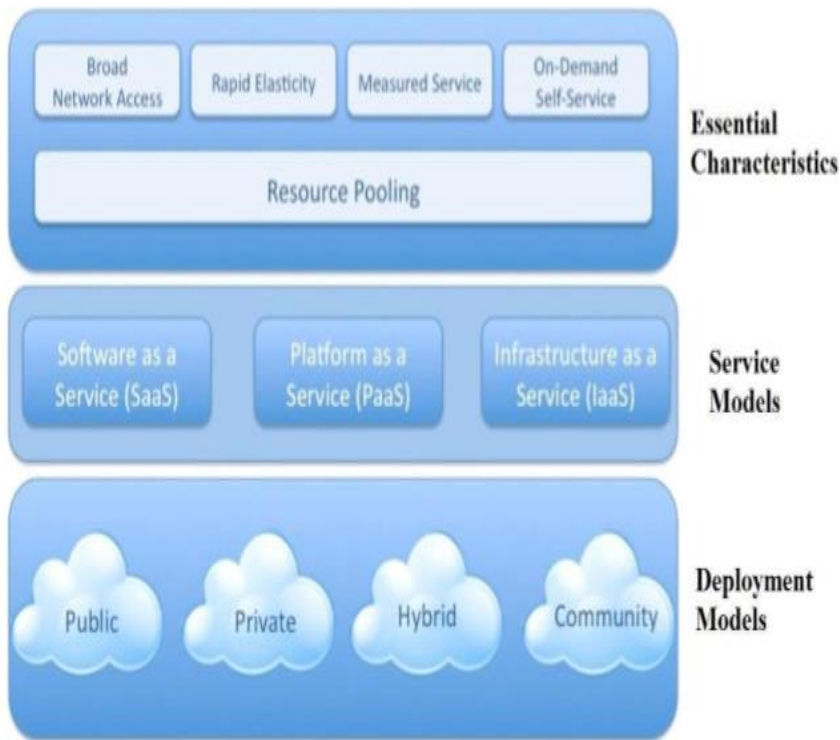 Broad
Network Access
Rapid Elasticity
Measured Service
On-Demand
Self-Service
Resource Pooling
Essential
Characteristics
Software as a
Service (SaaS)
Platform as a
Service (PaaS)
Infrastructure as a
Service (IaaS)
Service
Models
Public
Private
Hybrid
Community
Deployment
Models